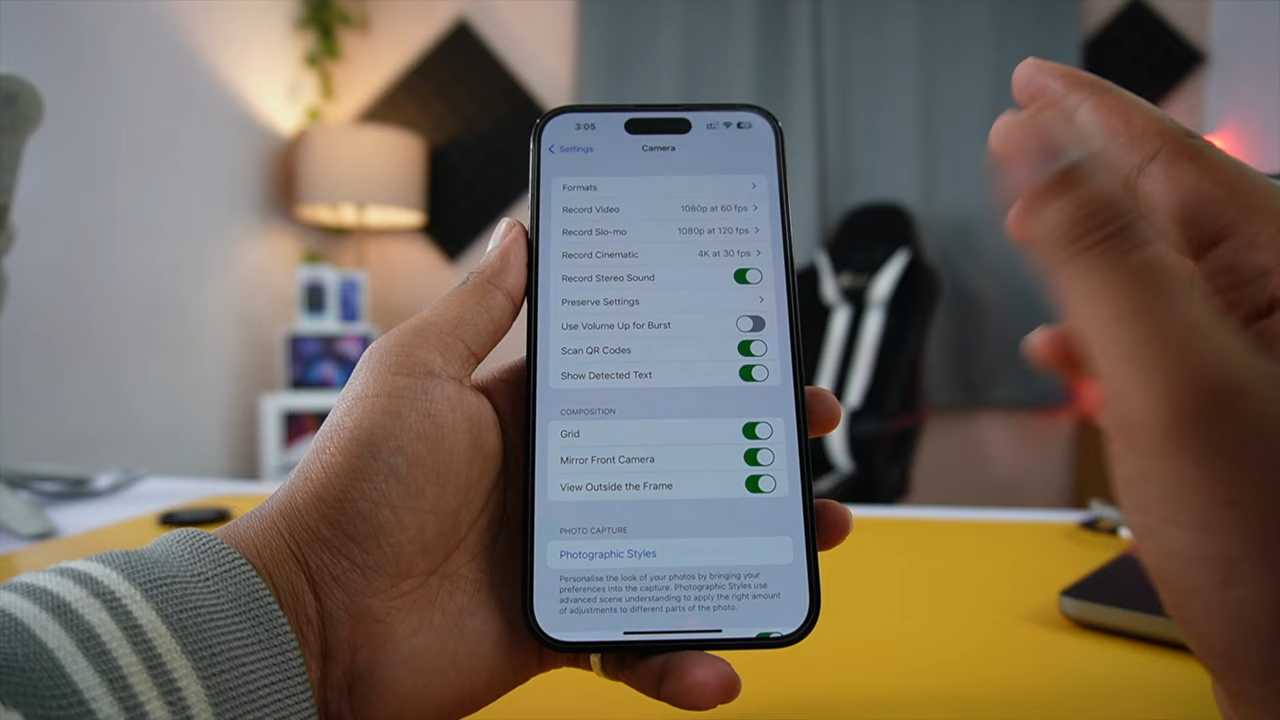 3:05
Settings
Camera
Formats
Record Video 1080p at 60 fps
Record Slo-mo 1080p at 120 fps
Record Cinematic 4K at 30 fps
Record Stereo Sound
Preserve Settings
Use Volume Up for Burst
Scan QR Codes
Show Detected Text
COMPOSITION
Grid
Mirror Front Camera
View Outside the Frame
PHOTO CAPTURE
Photographic Styles
Personalise the look of your photos by bringing your
preferences into the capture. Photographic Styles use
advanced scene understanding to apply the right amount
of adjustments to different parts of the photo.